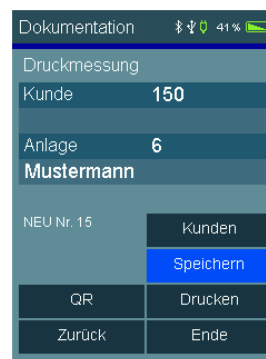 Dokumentation 41 %
Druckmessung
Kunde 150
Anlage 6
Mustermann
NEU Nr. 15
Kunden
Speichern
QR Drucken
Zurück Ende